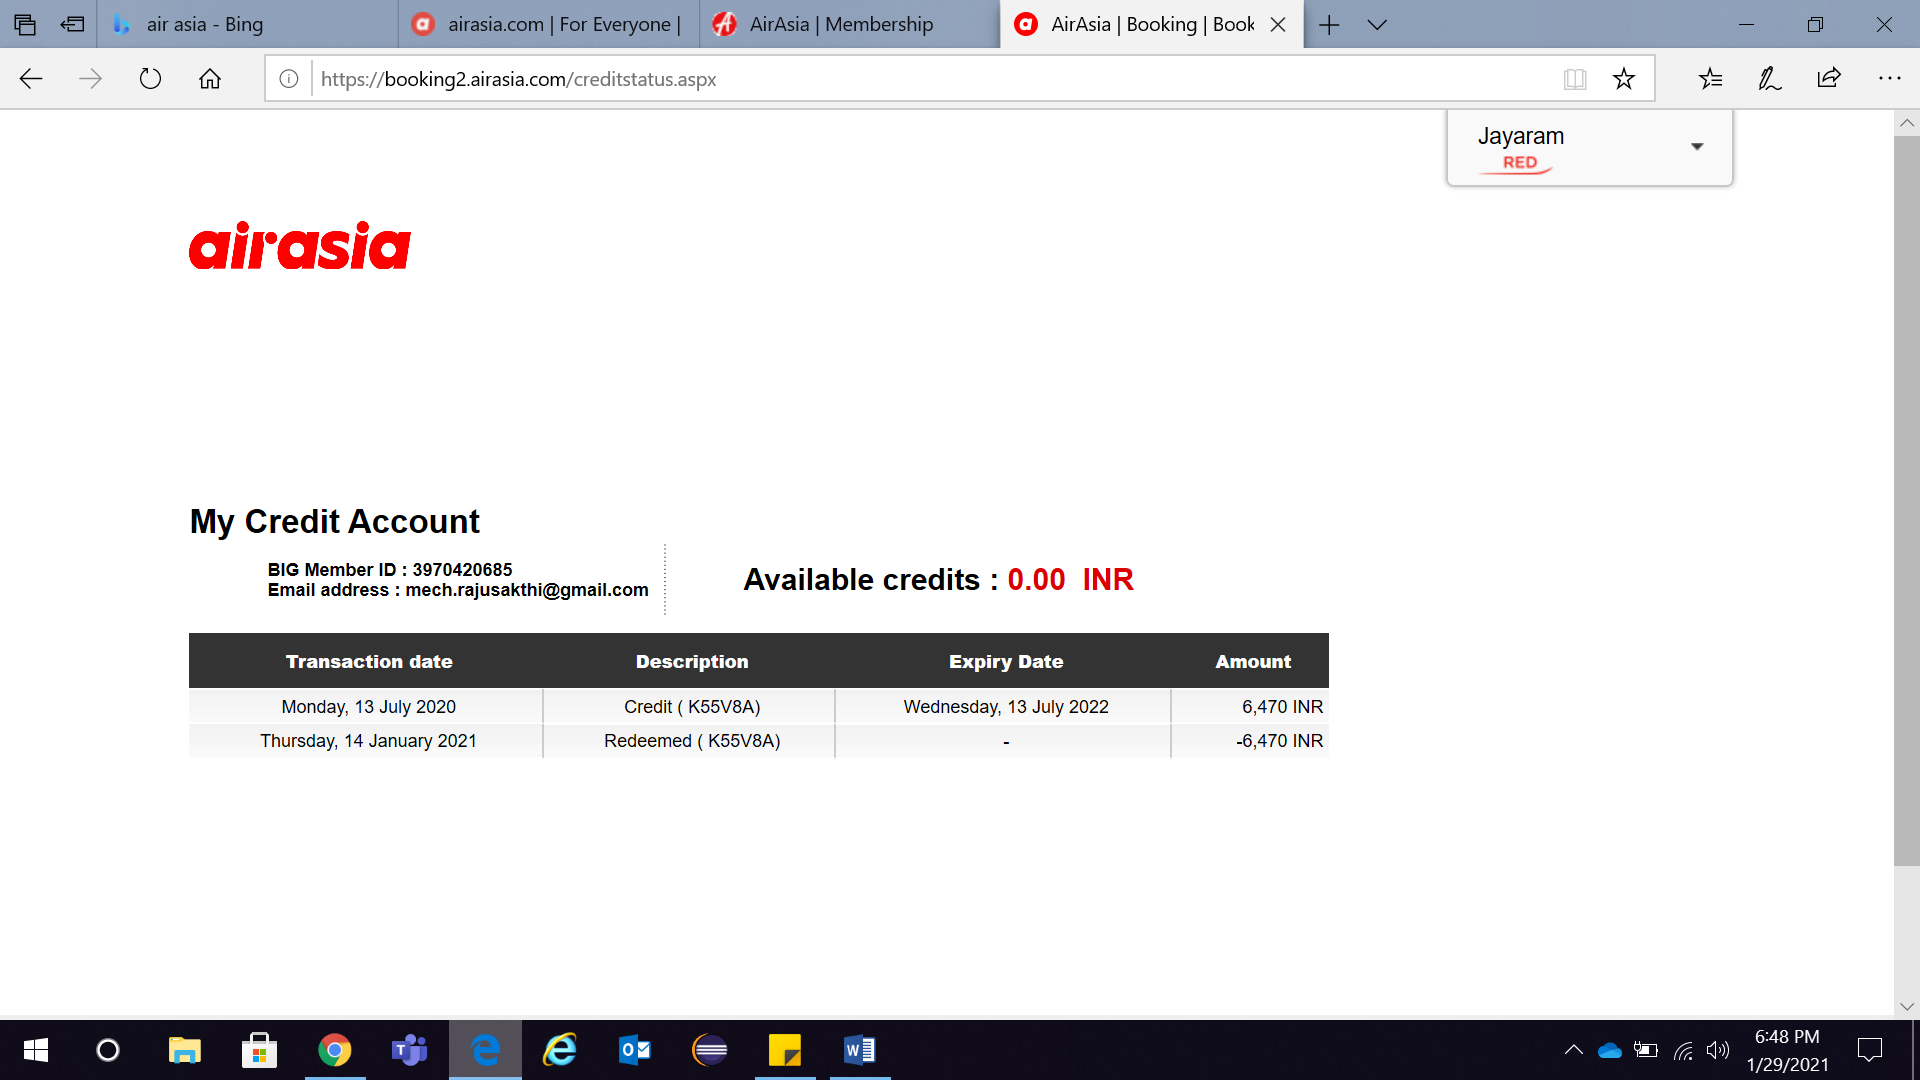 air asia - Bing
airasia.com | For Everyone |
AirAsia | Membership
AirAsia | Booking | Book
https://booking2.airasia.com/creditstatus.aspx
Jayaram
RED
airasia
My Credit Account
BIG Member ID : 3970420685
Email address : mech.rajusakthi@gmail.com
Available credits : 0.00 INR
Transaction date Description Expiry Date Amount
Monday, 13 July 2020 Credit ( K55V8A) Wednesday, 13 July 2022 6,470 INR
Thursday, 14 January 2021 Redeemed ( K55V8A) - -6,470 INR
6:48 PM
1/29/2021